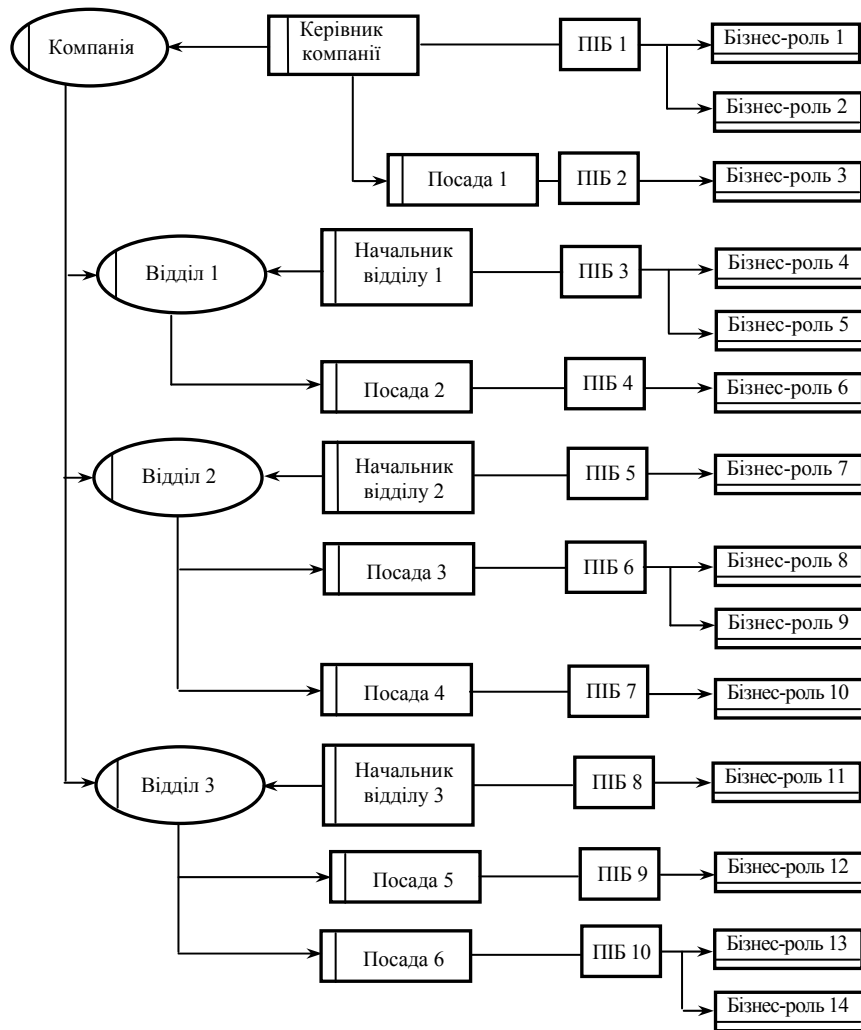 Компанія
Керівник
компанії
ПІБ 1
Бізнес-роль 1
Бізнес-роль 2
Посада 1
ПІБ 2
Бізнес-роль 3
Відділ 1
Начальник
відділу 1
ПІБ 3
Бізнес-роль 4
Бізнес-роль 5
Посада 2
ПІБ 4
Бізнес-роль 6
Відділ 2
Начальник
відділу 2
ПІБ 5
Бізнес-роль 7
Посада 3
ПІБ 6
Бізнес-роль 8
Бізнес-роль 9
Посада 4
ПІБ 7
Бізнес-роль 10
Відділ 3
Начальник
відділу 3
ПІБ 8
Бізнес-роль 11
Посада 5
ПІБ 9
Бізнес-роль 12
Посада 6
ПІБ 10
Бізнес-роль 13
Бізнес-роль 14